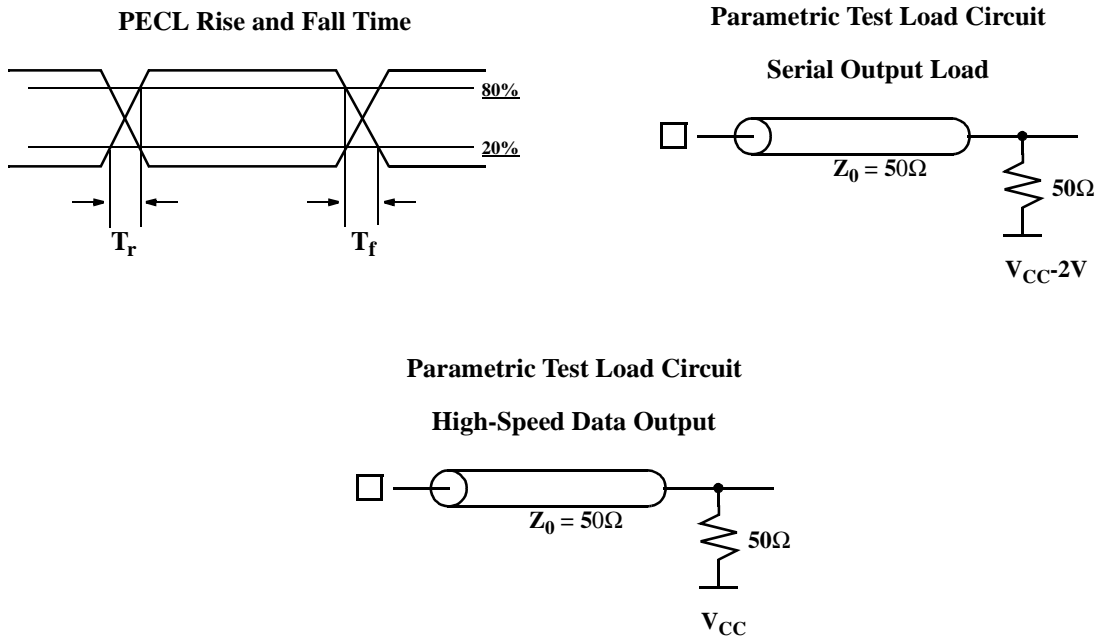 PECL Rise and Fall Time
80%
20%
Tr
Tf
Parametric Test Load Circuit
Serial Output Load
Z0 = 50Ω
50Ω
VCC-2V
Parametric Test Load Circuit
High-Speed Data Output
Z0 = 50Ω
50Ω
VCC